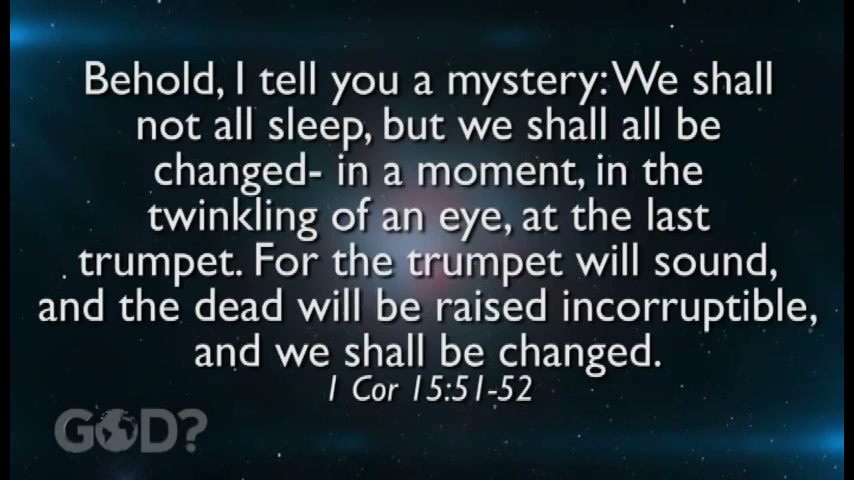 Behold, I tell you a mystery: We shall
not all sleep, but we shall all be
changed- in a moment, in the
twinkling of an eye, at the last
trumpet. For the trumpet will sound,
and the dead will be raised incorruptible,
and we shall be changed.
1 Cor 15:51-52
GOD?